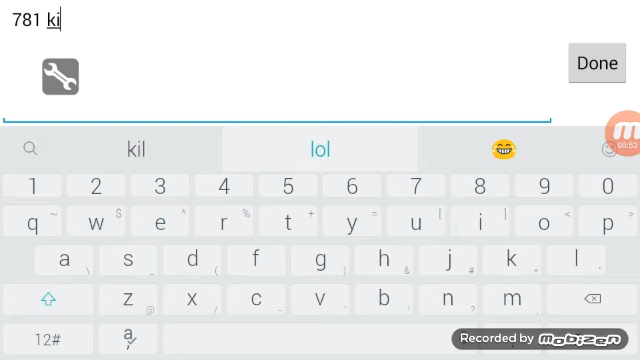 781 ki
Done
00:52
kil lol
1 2 3 4 5 6 7 8 9 0
q ~ w $ e ^ r % t + y = u [ i ] o < p >
a \ s _ d ( f g ) h & j # k * l "
z @ x / c - v b ! n ? m ,
12# a,
Recorded by mobizen